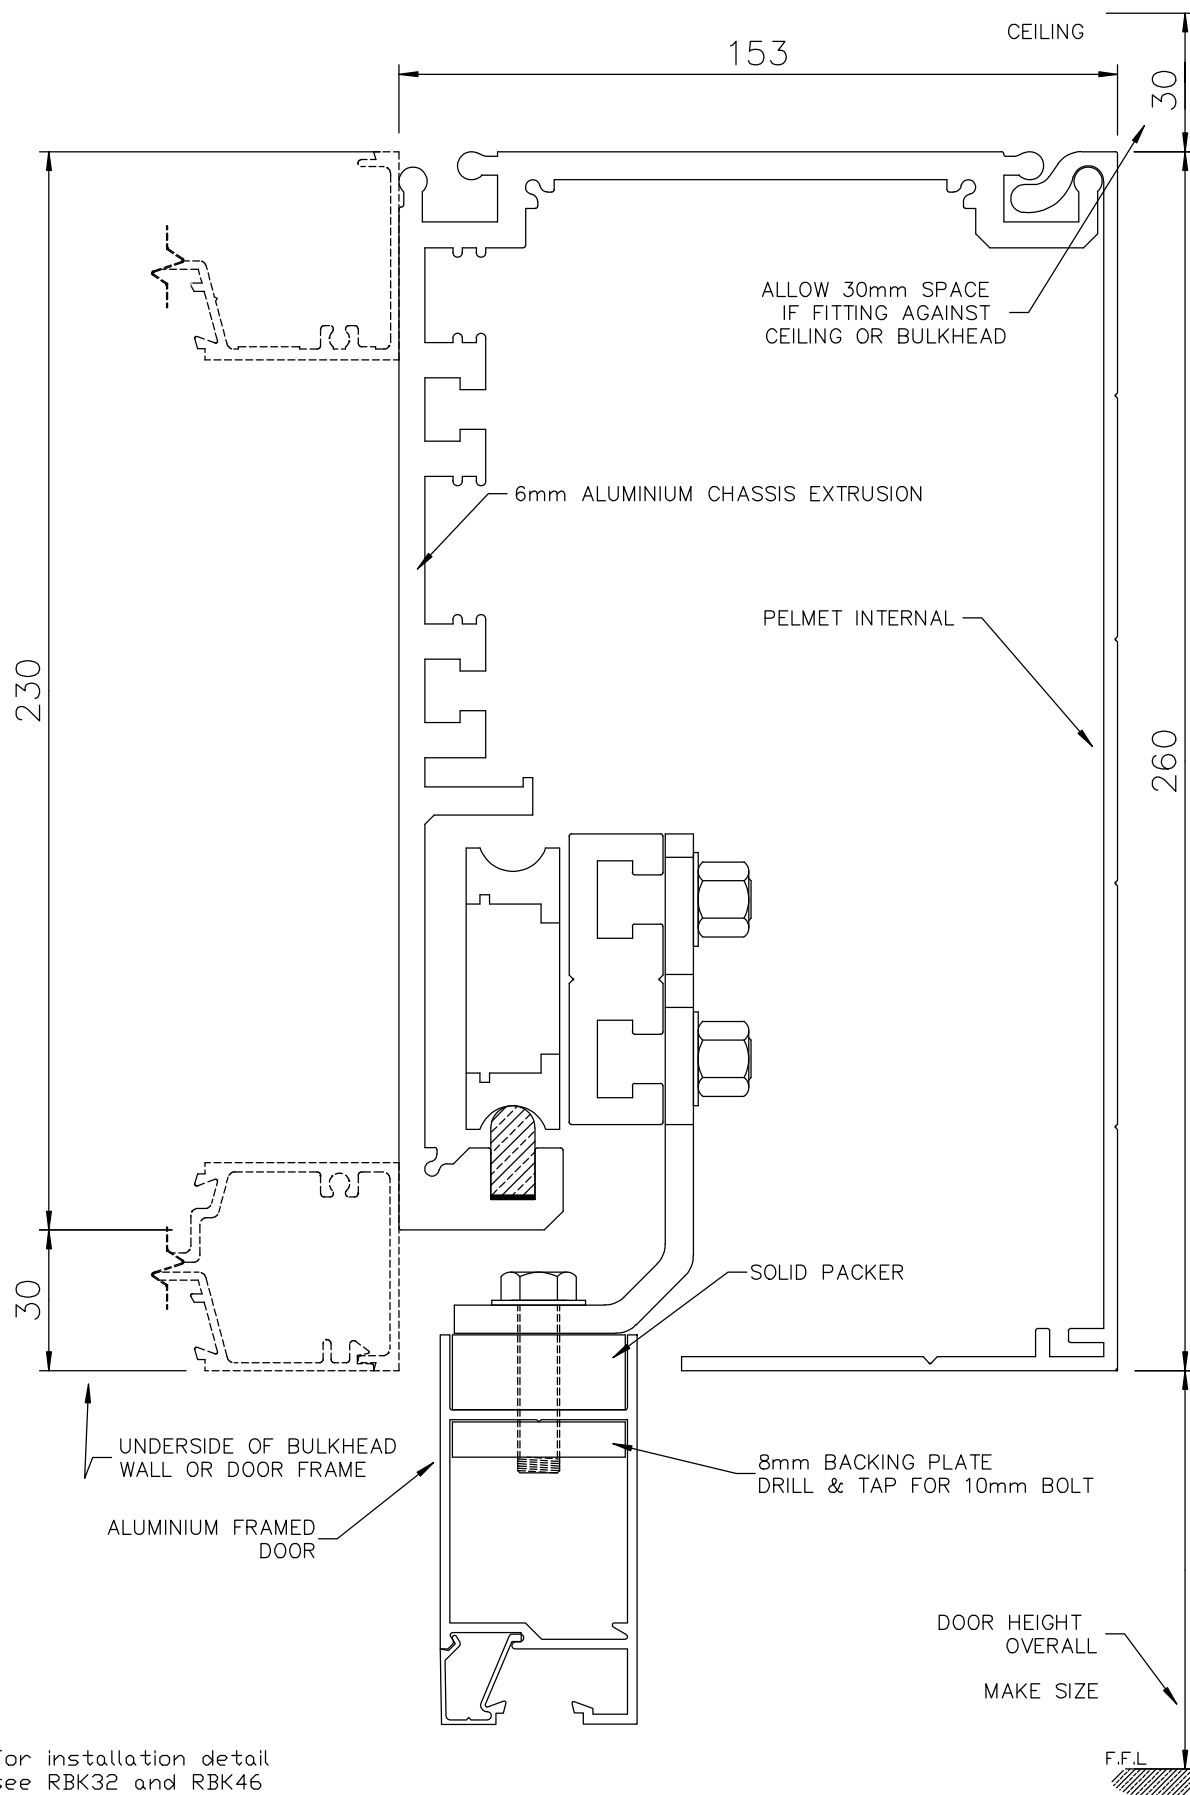 CEILING
153
30
ALLOW 30mm SPACE
IF FITTING AGAINST
CEILING OR BULKHEAD
6mm ALUMINIUM CHASSIS EXTRUSION
PELMET INTERNAL
230
260
SOLID PACKER
30
UNDERSIDE OF BULKHEAD
WALL OR DOOR FRAME
8mm BACKING PLATE
DRILL & TAP FOR 10mm BOLT
ALUMINIUM FRAMED
DOOR
DOOR HEIGHT
OVERALL
MAKE SIZE
For installation detail
see RBK32 and RBK46
F.F.L